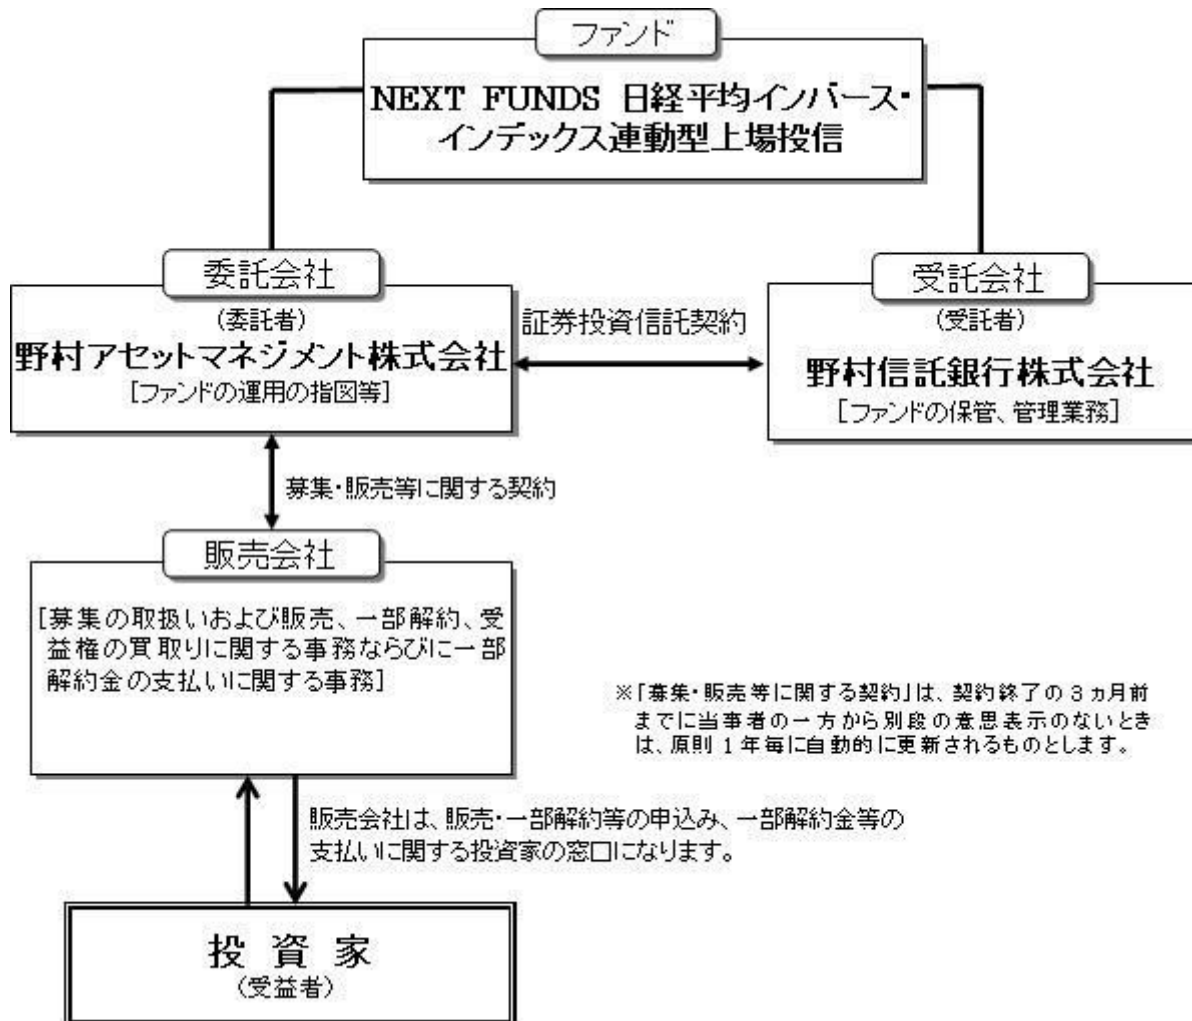 ファンド
NEXT FUNDS 日経平均インバース・
インデックス連動型上場投信
委託会社
(委託者)
野村アセットマネジメント株式会社
[ファンドの運用の指図等]
証券投資信託契約
受託会社
(受託者)
野村信託銀行株式会社
[ファンドの保管、管理業務]
募集・販売等に関する契約
販売会社
[募集の取扱いおよび販売、一部解約、受
益権の買取りに関する事務ならびに一部
解約金の支払いに関する事務]
※「募集・販売等に関する契約」は、契約終了の3ヵ月前
までに当事者の一方から別段の意思表示のないとき
は、原則1年毎に自動的に更新されるものとします。
販売会社は、販売・一部解約等の申込み、一部解約金等の
支払いに関する投資家の窓口になります。
投資家
(受益者)